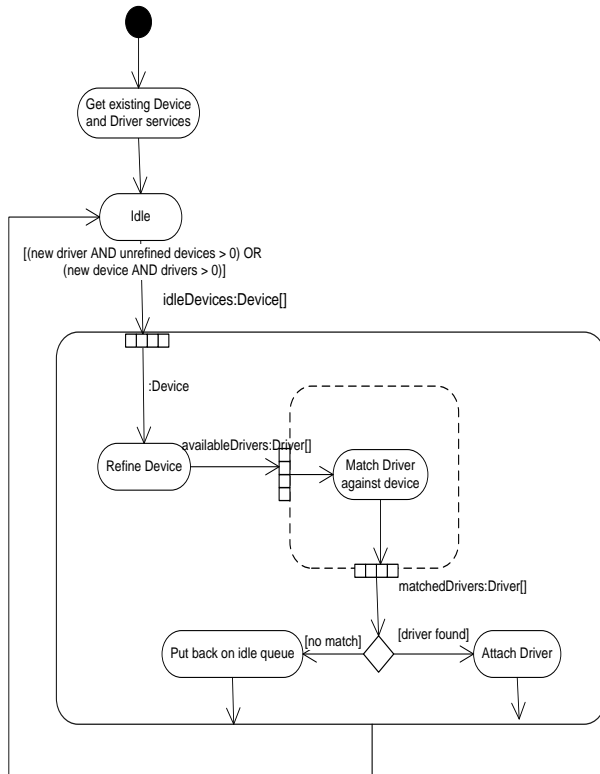 Get existing Device
and Driver services
Idle
[(new driver AND unrefined devices > 0) OR
(new device AND drivers > 0)]
idleDevices:Device[]
:Device
availableDrivers:Driver[]
Refine Device
Match Driver
against device
matchedDrivers:Driver[]
[no match]
[driver found]
Put back on idle queue
Attach Driver